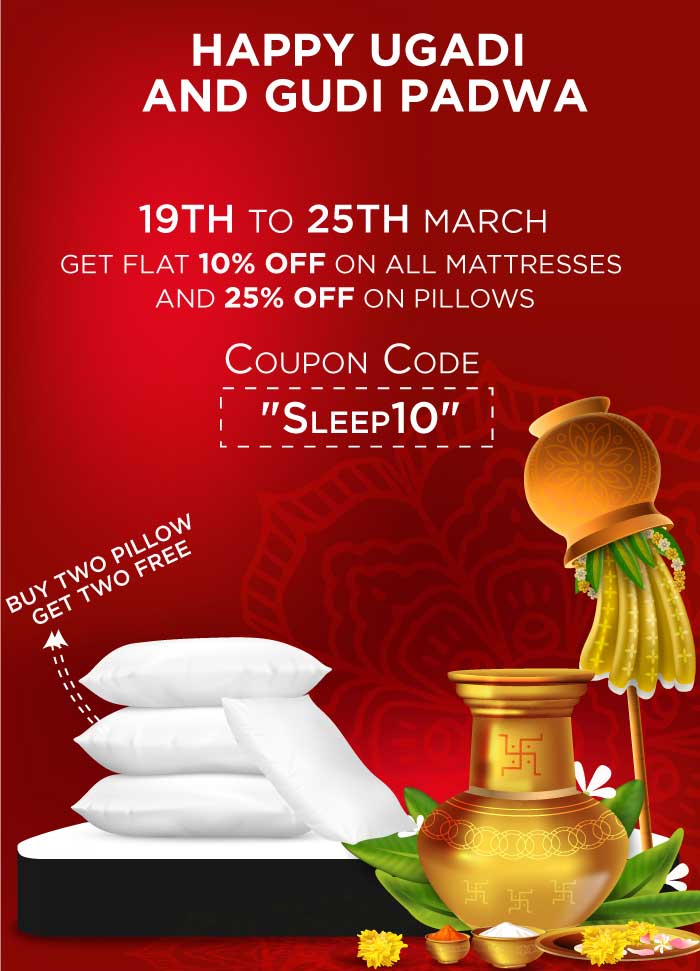 HAPPY UGADI
AND GUDI PADWA
19TH TO 25TH MARCH
GET FLAT 10% OFF ON ALL MATTRESSES
AND 25% OFF ON PILLOWS
COUPON CODE
"SLEEP10"
BUY TWO PILLOW
GET TWO FREE